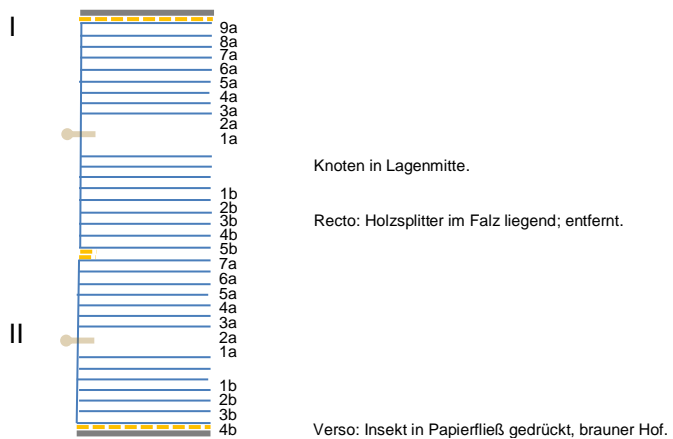 I
9a
8a
7a
6a
5a
4a
3a
2a
1a
Knoten in Lagenmitte.
1b
2b
3b Recto: Holzsplitter im Falz liegend; entfernt.
4b
5b
7a
6a
5a
4a
3a
II 2a
1a
1b
2b
3b
4b Verso: Insekt in Papierfließ gedrückt, brauner Hof.